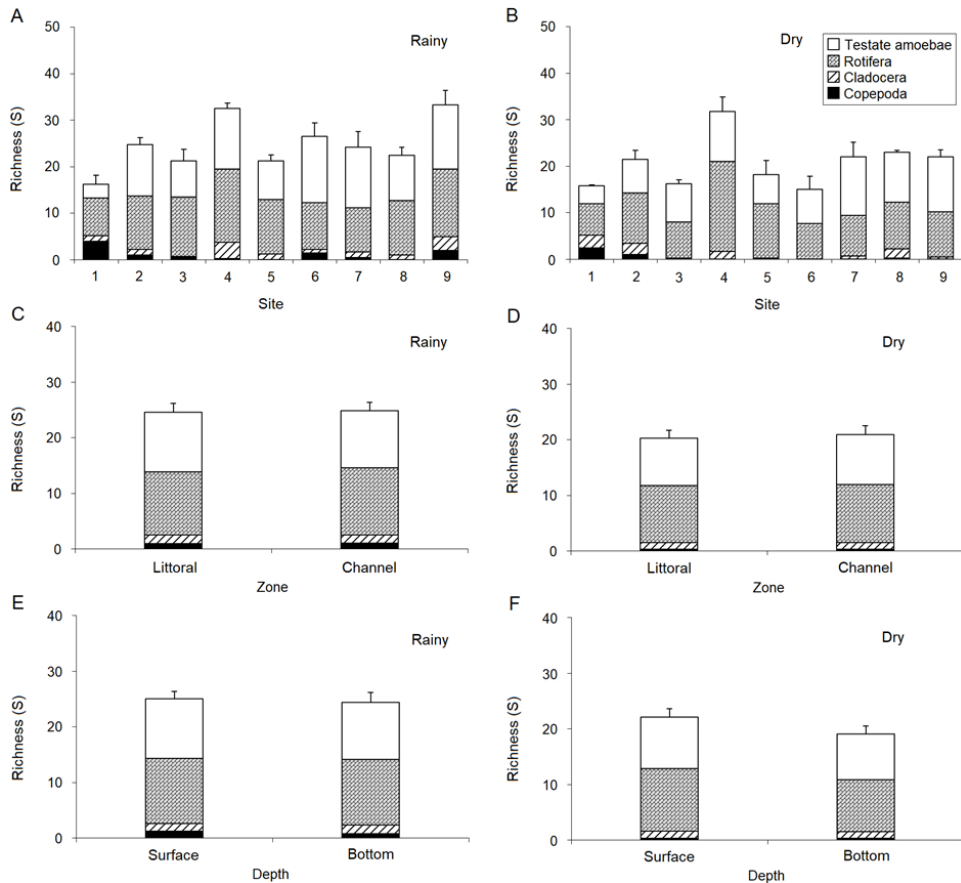 A
Rainy
Richness (S)
50
40
30
20
10
0
1 2 3 4 5 6 7 8 9
Site
B
Dry
Testate amoebae
Rotifera
Cladocera
Copepoda
Richness (S)
50
40
30
20
10
0
1 2 3 4 5 6 7 8 9
Site
C
Rainy
Richness (S)
40
30
20
10
0
Littoral Channel
Zone
D
Dry
Richness (S)
40
30
20
10
0
Littoral Channel
Zone
E
Rainy
Richness (S)
40
30
20
10
0
Surface Bottom
Depth
F
Dry
Richness (S)
40
30
20
10
0
Surface Bottom
Depth